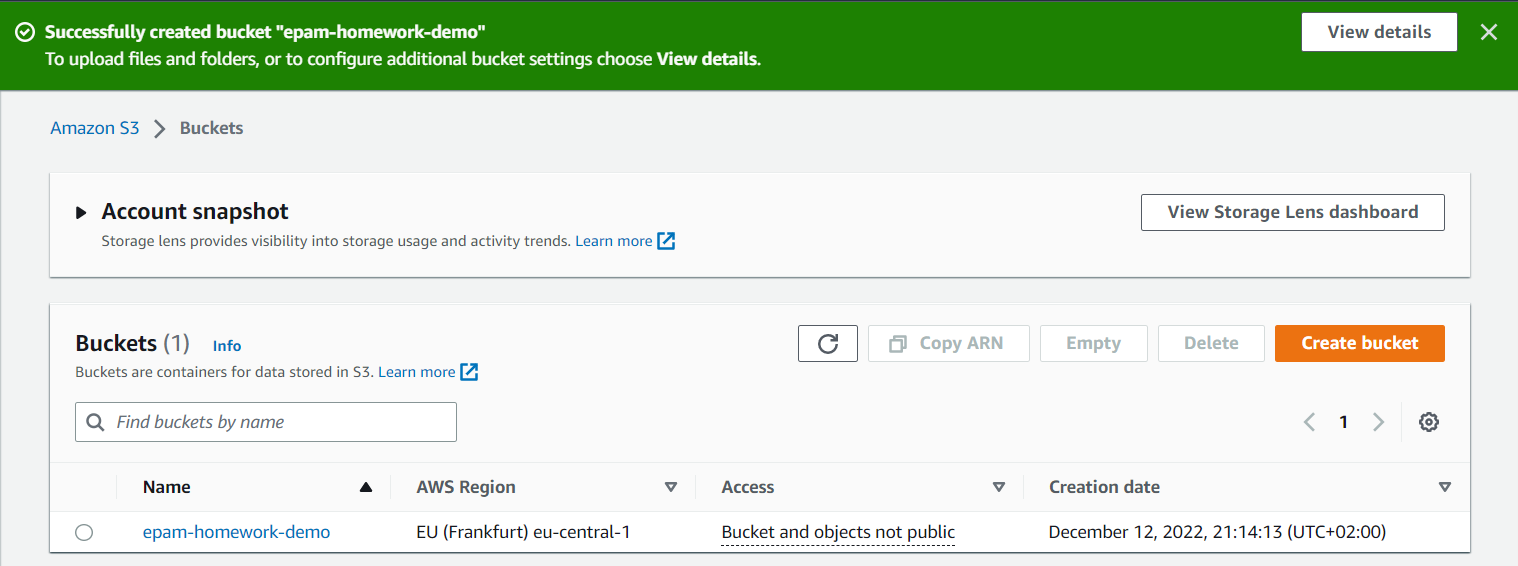 Successfully created bucket "epam-homework-demo"
View details
To upload files and folders, or to configure additional bucket settings choose View details.
Amazon S3 Buckets
Account snapshot
View Storage Lens dashboard
Storage lens provides visibility into storage usage and activity trends. Learn more
Buckets (1) Info
Copy ARN Empty Delete Create bucket
Buckets are containers for data stored in S3. Learn more
Find buckets by name
1
Name AWS Region Access Creation date
epam-homework-demo EU (Frankfurt) eu-central-1 Bucket and objects not public December 12, 2022, 21:14:13 (UTC+02:00)